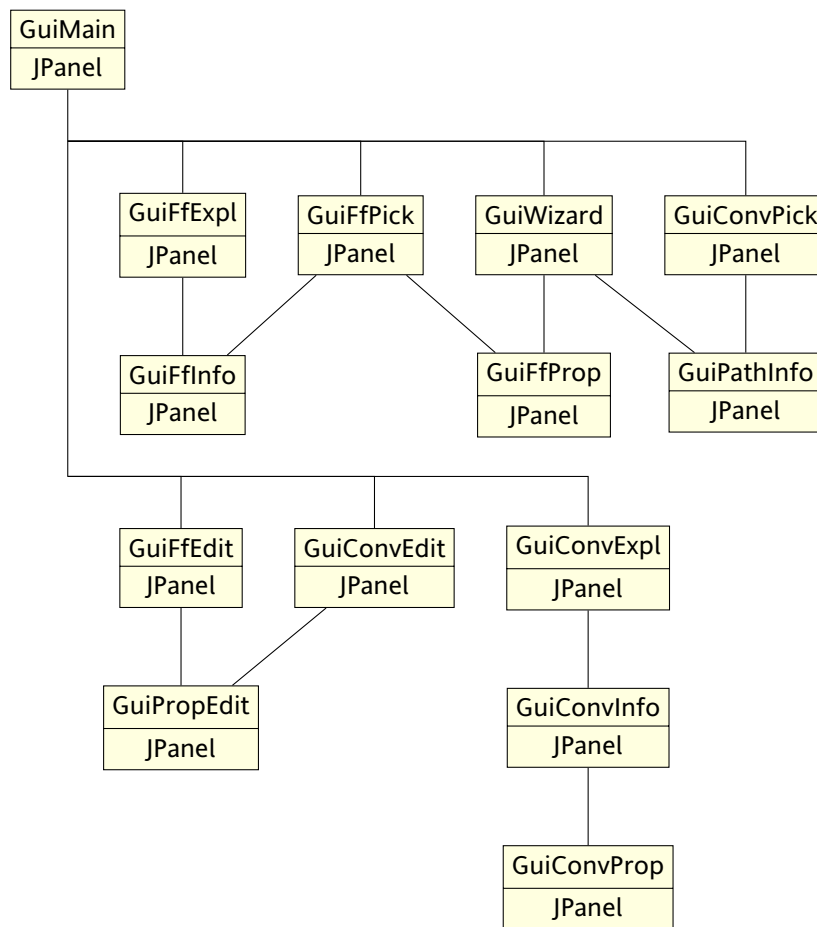 GuiMain
JPanel
GuiFfExpl
JPanel
GuiFfPick
JPanel
GuiWizard
JPanel
GuiConvPick
JPanel
GuiFfInfo
JPanel
GuiFfProp
JPanel
GuiPathInfo
JPanel
GuiFfEdit
JPanel
GuiConvEdit
JPanel
GuiConvExpl
JPanel
GuiPropEdit
JPanel
GuiConvInfo
JPanel
GuiConvProp
JPanel